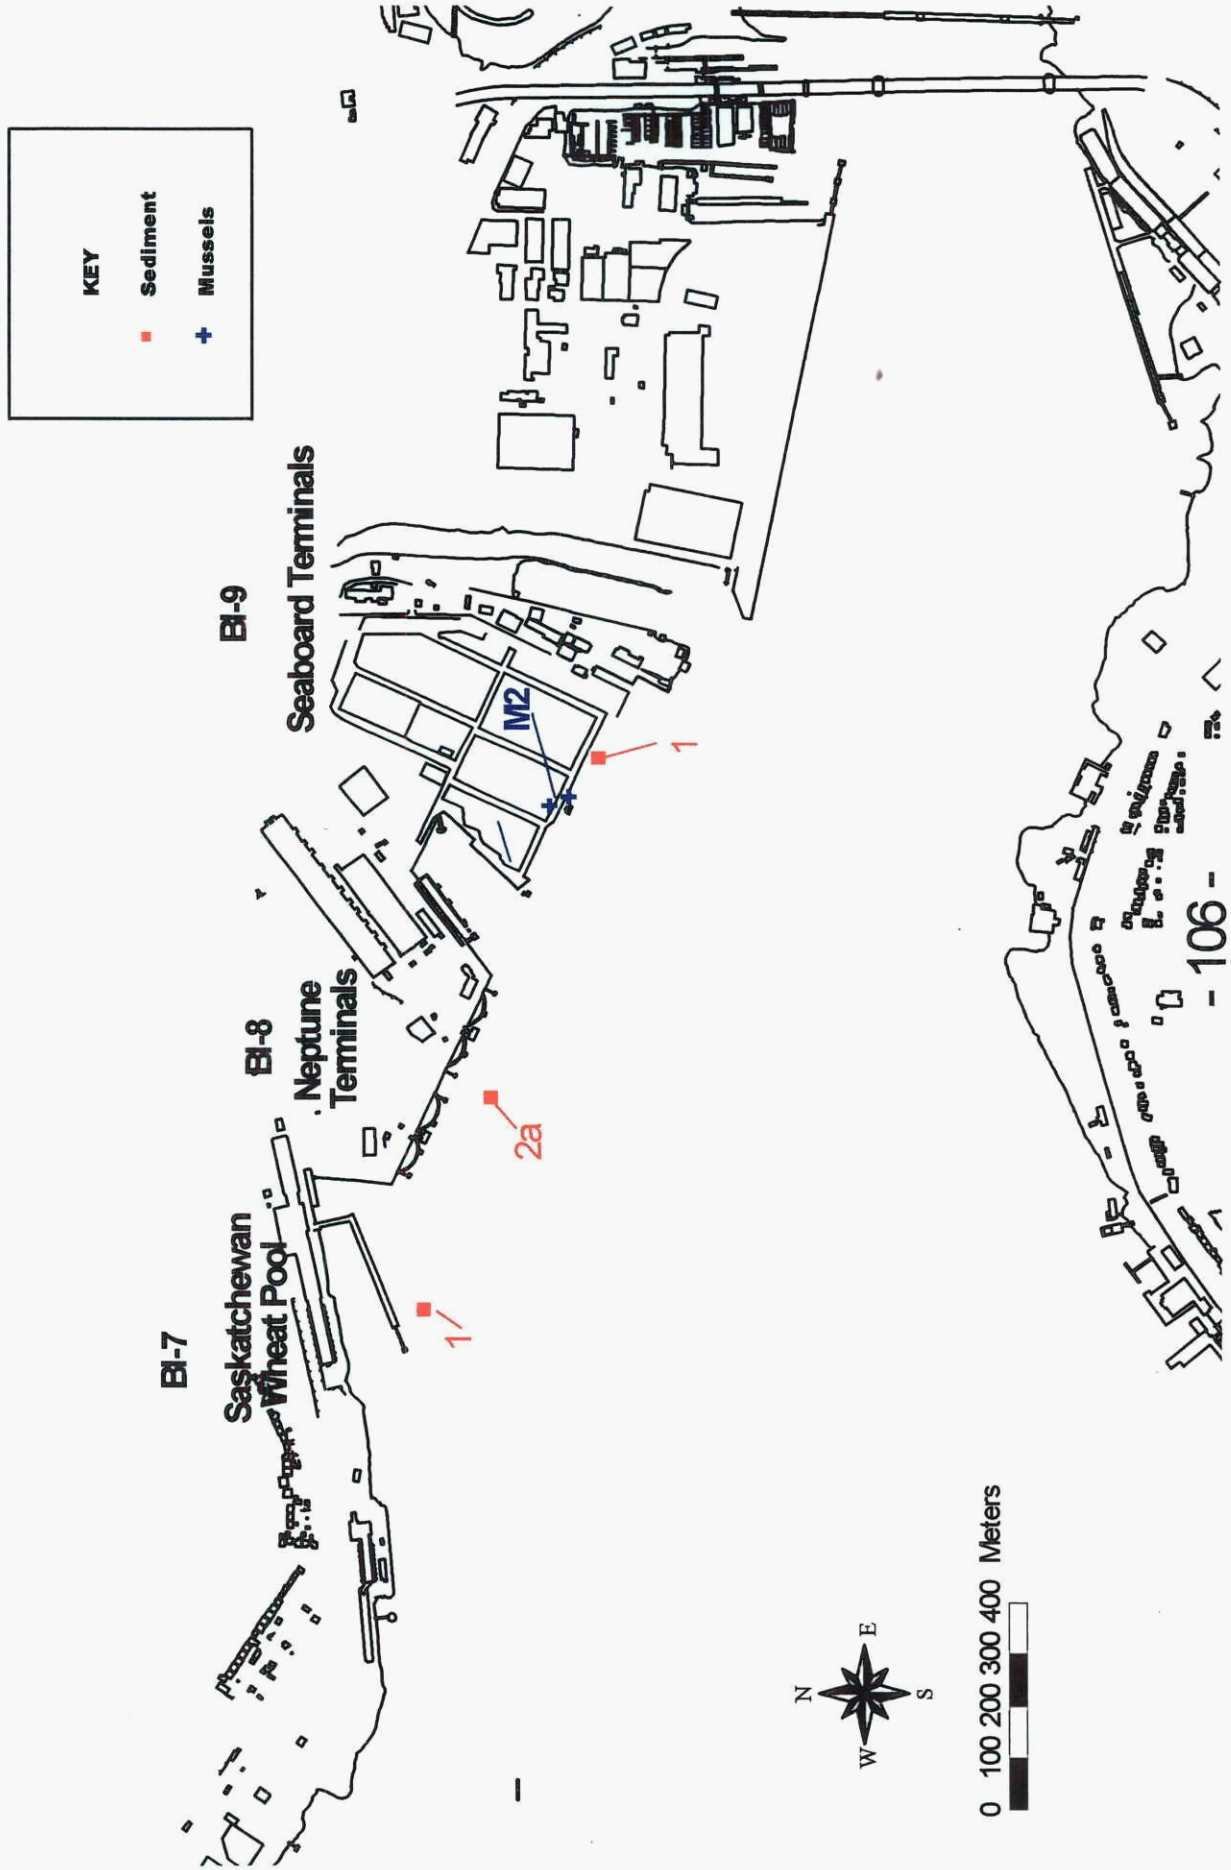 KEY
Sediment
Mussels
BI-9
Seaboard Terminals
M2
1
BI-8
Neptune
Terminals
2a
BI-7
Saskatchewan
Wheat Pool
1
N
W
E
S
0 100 200 300 400 Meters
- 106 -